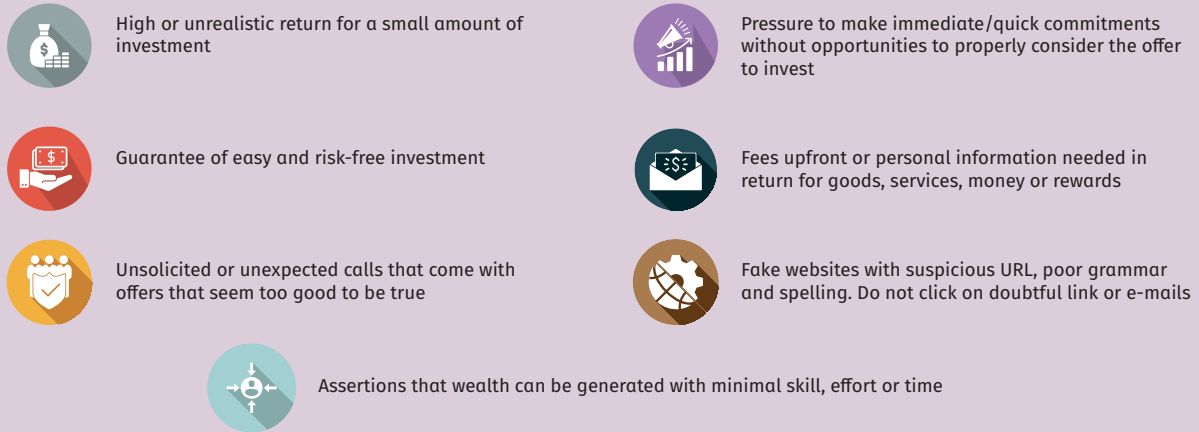 High or unrealistic return for a small amount of
investment
Pressure to make immediate/quick commitments
without opportunities to properly consider the offer
to invest
Guarantee of easy and risk-free investment
Fees upfront or personal information needed in
return for goods, services, money or rewards
Unsolicited or unexpected calls that come with
offers that seem too good to be true
Fake websites with suspicious URL, poor grammar
and spelling. Do not click on doubtful link or e-mails
Assertions that wealth can be generated with minimal skill, effort or time